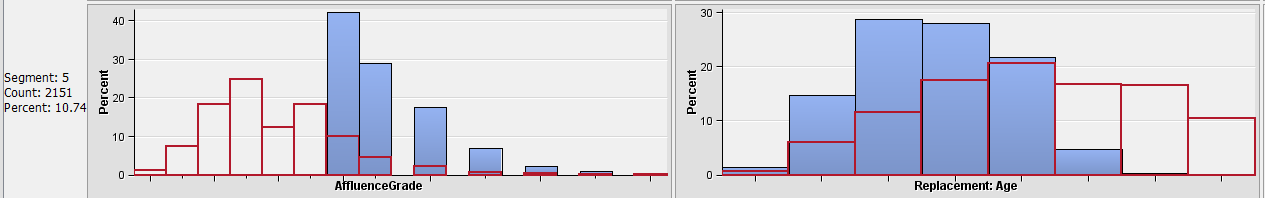 Segment: 5
Count: 2151
Percent: 10.74
Percent
40
30
20
10
0
AffluenceGrade
Percent
30
20
10
0
Replacement: Age